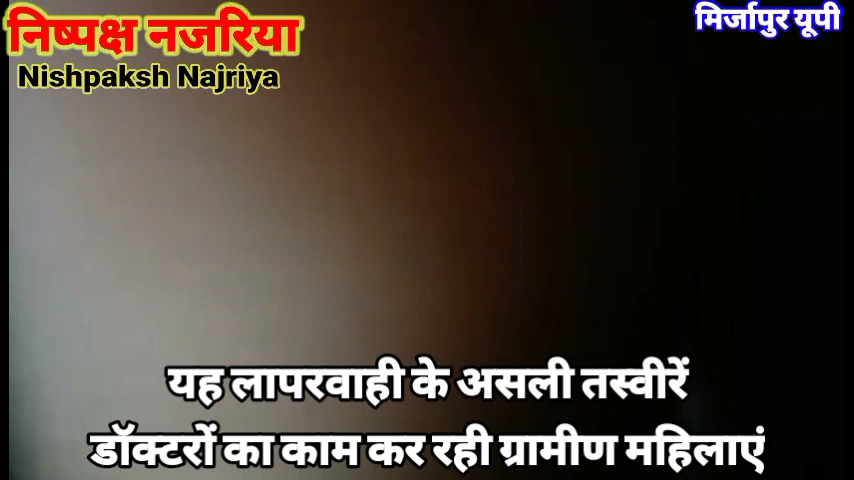 निष्पक्ष नजरिया
Nishpaksh Najriya
मिर्जापुर यूपी
यह लापरवाही के असली तस्वीरें
डॉक्टरों का काम कर रही ग्रामीण महिलाएं